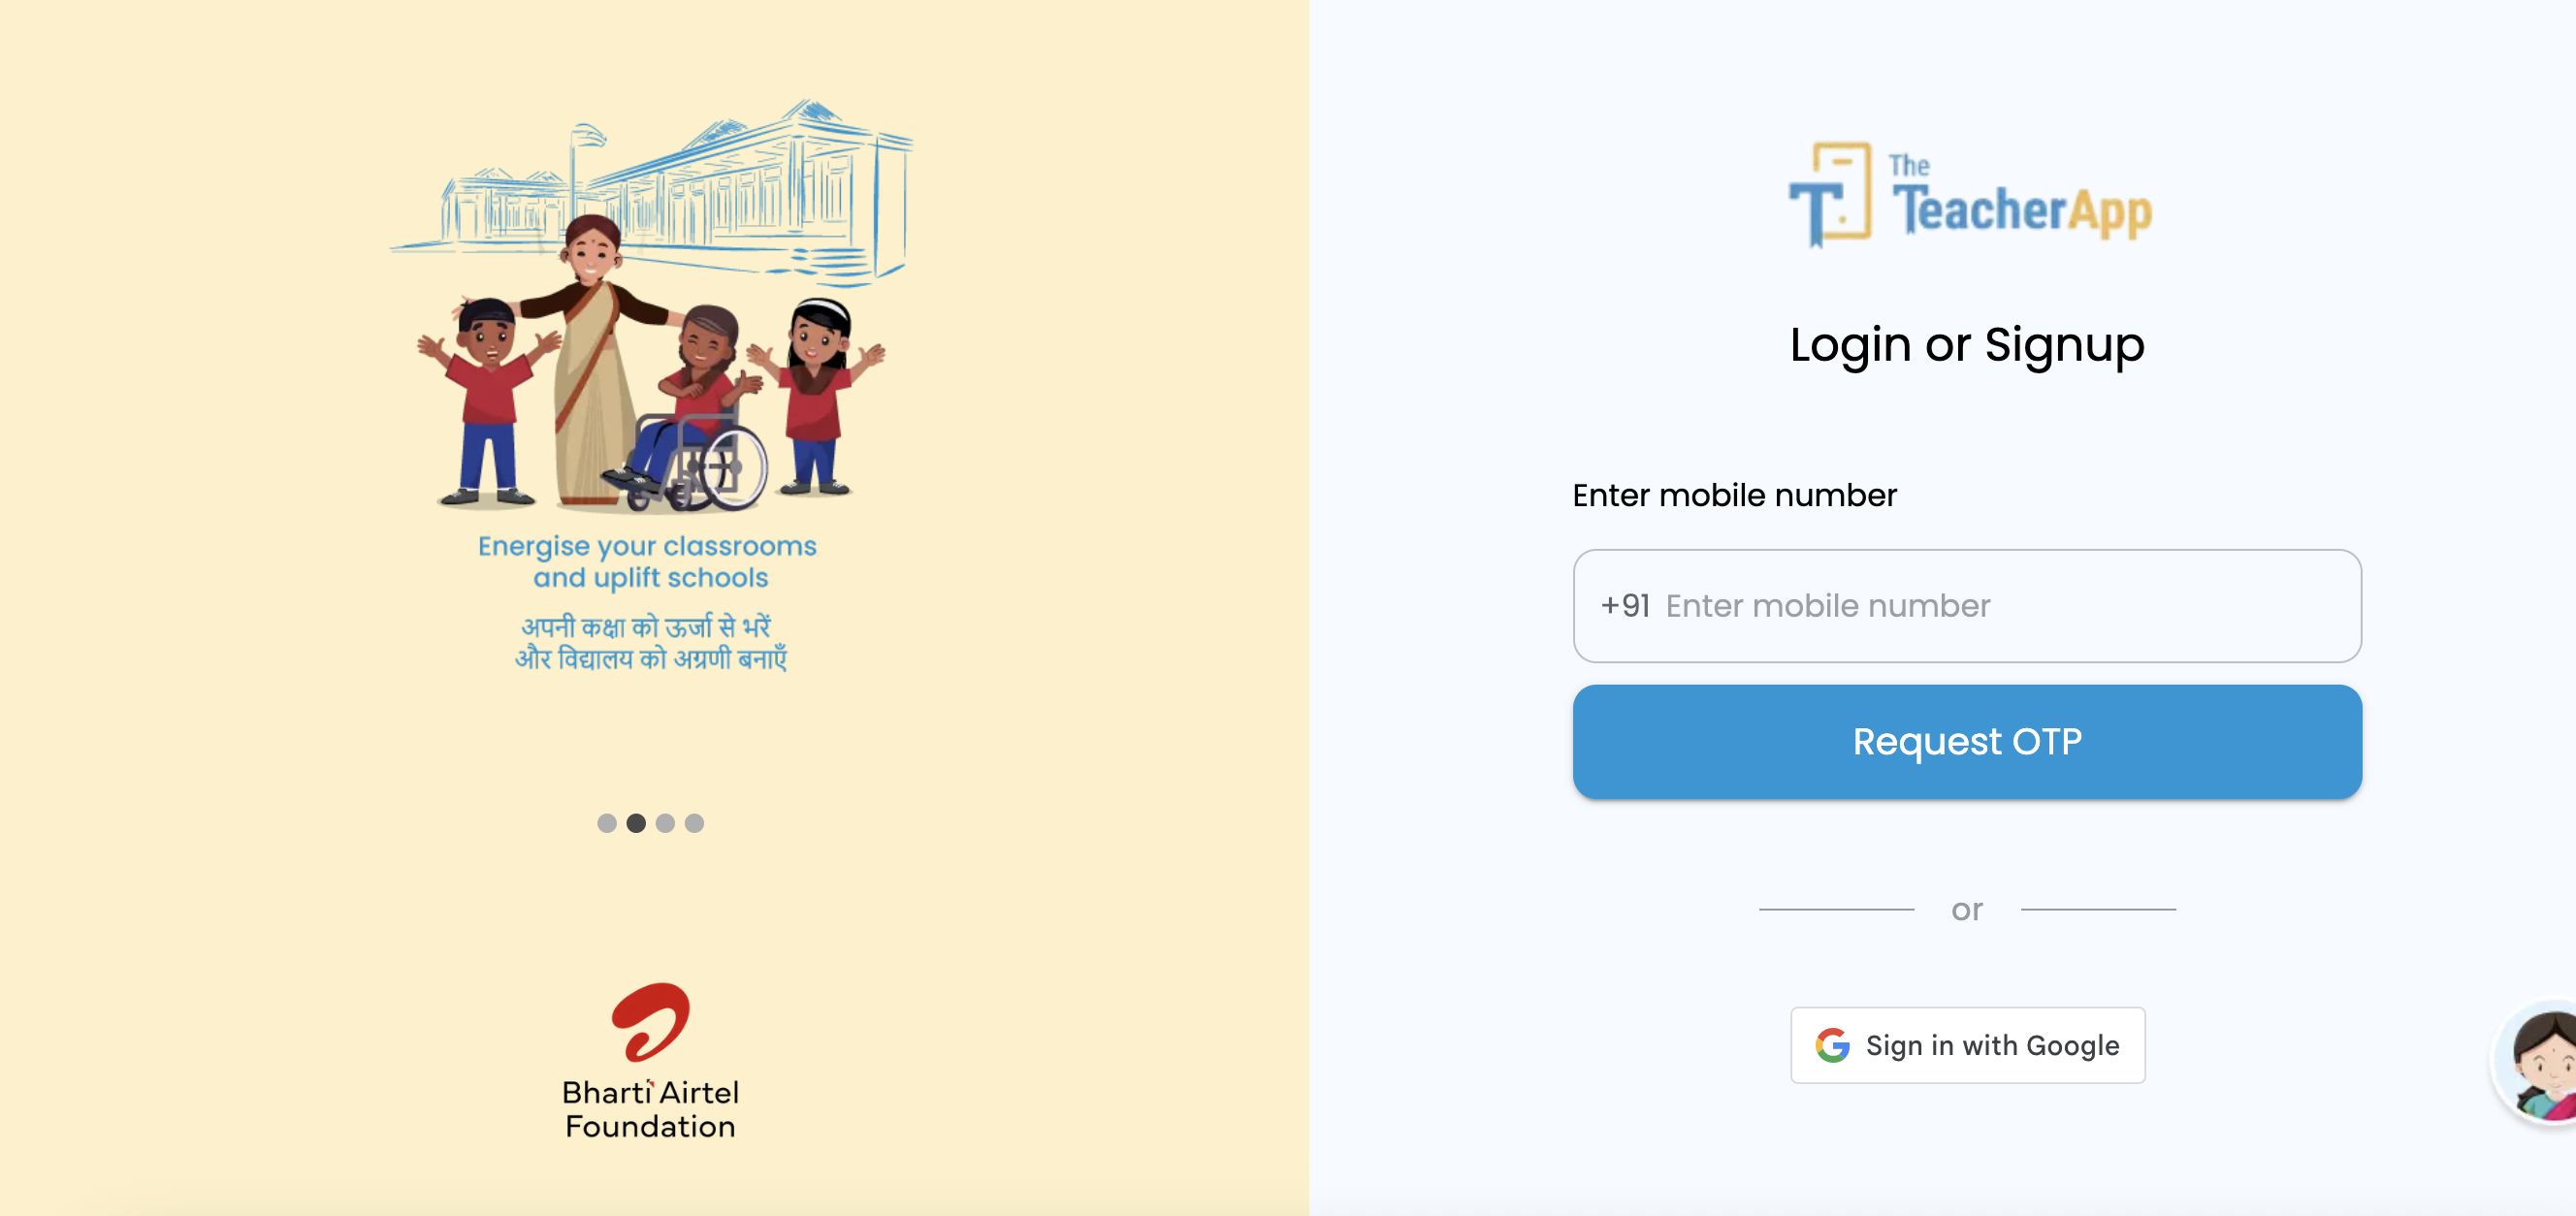 Energise your classrooms
and uplift schools
अपनी कक्षा को ऊर्जा से भरें
और विद्यालय को अग्रणी बनाएँ
Bharti Airtel
Foundation
The
TeacherApp
Login or Signup
Enter mobile number
+91 Enter mobile number
Request OTP
or
Sign in with Google